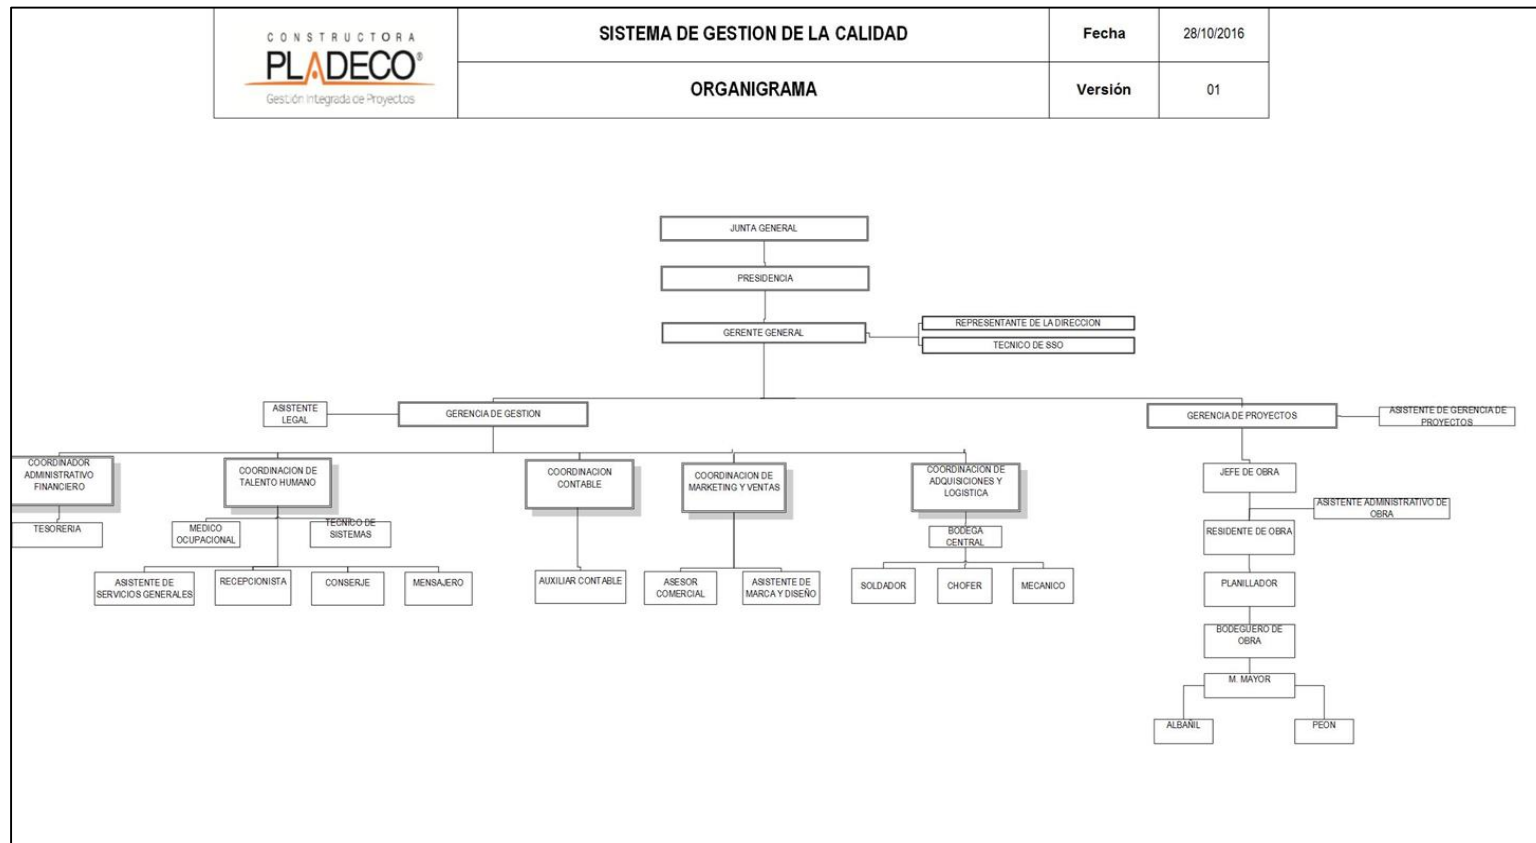 CONSTRUCTORA
PLADECO®
Gestión Integrada de Proyectos
SISTEMA DE GESTION DE LA CALIDAD
Fecha
28/10/2016
ORGANIGRAMA
Versión
01
JUNTA GENERAL
PRESIDENCIA
GERENTE GENERAL
REPRESENTANTE DE LA DIRECCION
TECNICO DE SSO
ASISTENTE
LEGAL
GERENCIA DE GESTION
GERENCIA DE PROYECTOS
ASISTENTE DE GERENCIA DE
PROYECTOS
COORDINADOR
ADMINISTRATIVO
FINANCIERO
COORDINACION DE
TALENTO HUMANO
COORDINACION
CONTABLE
COORDINACION DE
MARKETING Y VENTAS
COORDINACION DE
ADQUISICIONES Y
LOGISTICA
JEFE DE OBRA
ASISTENTE ADMINISTRATIVO DE
OBRA
TESORERIA
MEDICO
OCUPACIONAL
TECNICO DE
SISTEMAS
BODEGA
CENTRAL
RESIDENTE DE OBRA
ASISTENTE DE
SERVICIOS GENERALES
RECEPCIONISTA
CONSERJE
MENSAJERO
AUXILIAR CONTABLE
ASESOR
COMERCIAL
ASISTENTE DE
MARCA Y DISEÑO
SOLDADOR
CHOFER
MECANICO
PLANILLADOR
BODEGUERO DE
OBRA
M. MAYOR
ALBAÑIL
PEON